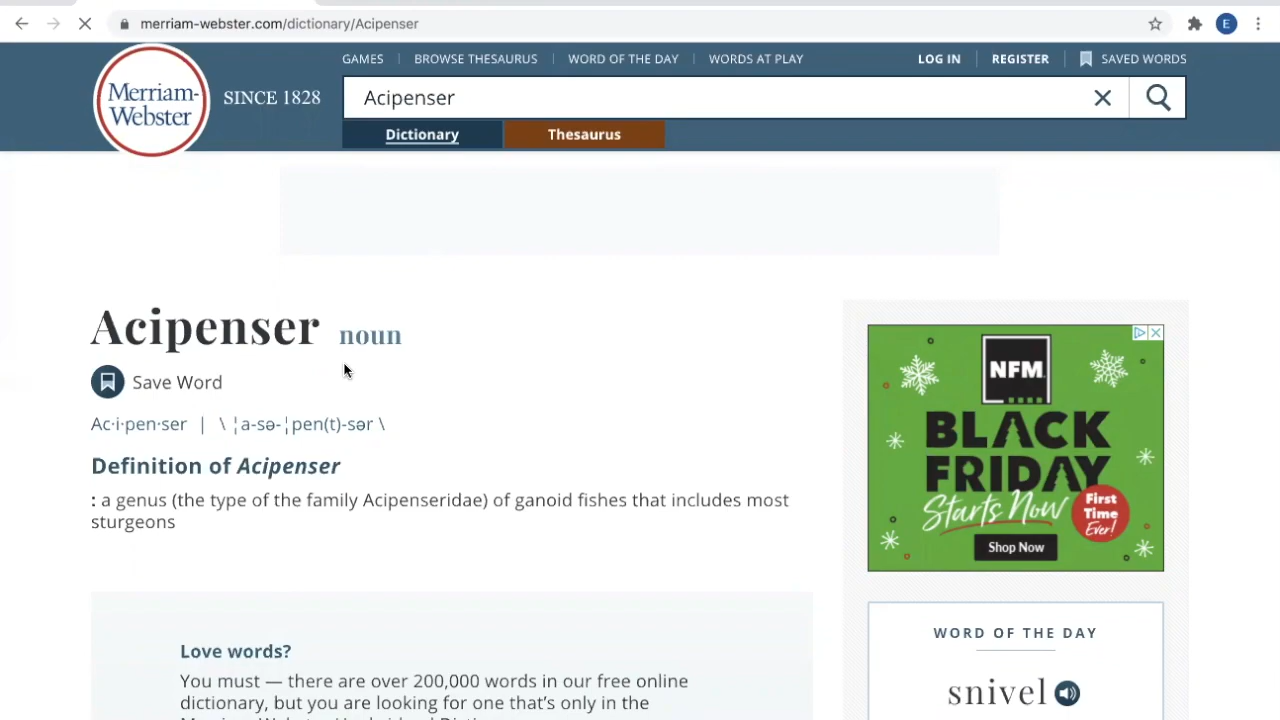 merriam-webster.com/dictionary/Acipenser
E
GAMES BROWSE THESAURUS WORD OF THE DAY WORDS AT PLAY LOG IN REGISTER SAVED WORDS
Merriam-
Webster
SINCE 1828
Acipenser
Dictionary Thesaurus
Acipenser noun
Save Word
Ac·i·pen·ser | \ ¦a-sə-¦pen(t)-sər \
Definition of Acipenser
: a genus (the type of the family Acipenseridae) of ganoid fishes that includes most
sturgeons
NFM
BLACK
FRIDAY
Starts Now
First
Time
Ever!
Shop Now
Love words?
You must — there are over 200,000 words in our free online
dictionary, but you are looking for one that's only in the
WORD OF THE DAY
snivel